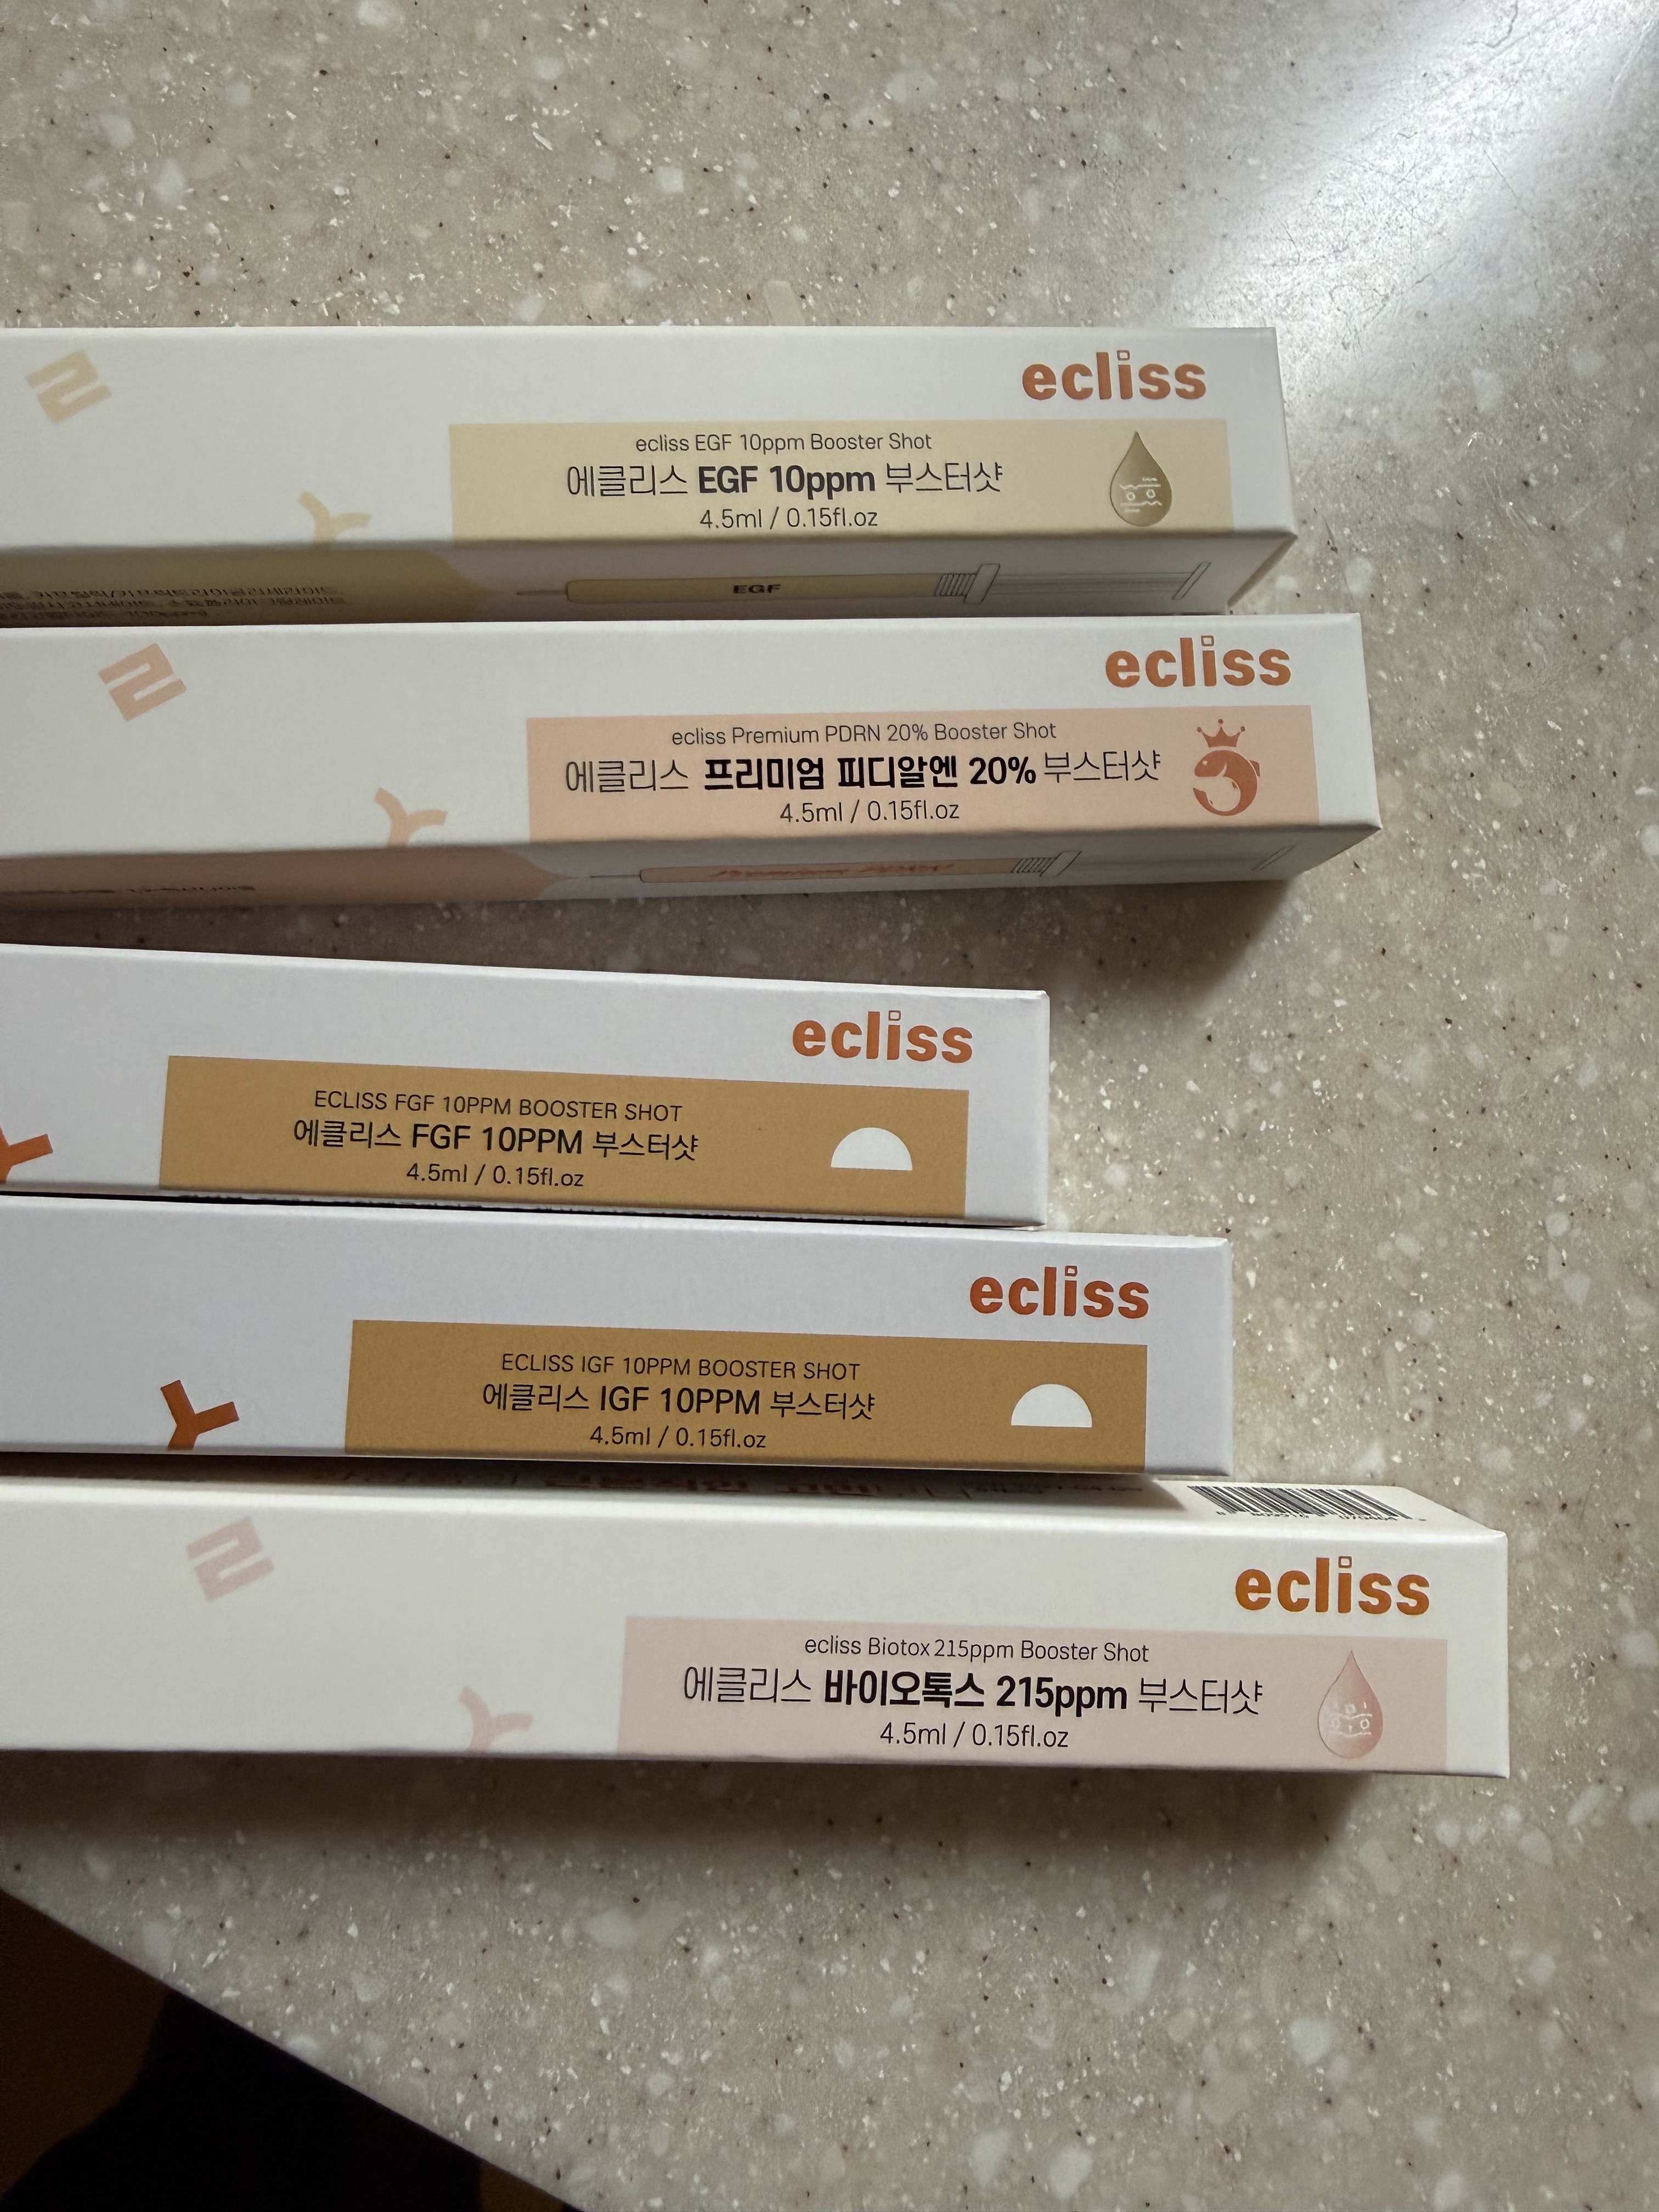 ecliss
ecliss EGF 10ppm Booster Shot
에클리스 EGF 10ppm 부스터샷
4.5ml / 0.15fl.oz
EGF
ecliss
ecliss Premium PDRN 20% Booster Shot
에클리스 프리미엄 피디알엔 20% 부스터샷
4.5ml / 0.15fl.oz
Premium PDRN
ecliss
ECLISS FGF 10PPM BOOSTER SHOT
에클리스 FGF 10PPM 부스터샷
4.5ml / 0.15fl.oz
ecliss
ECLISS IGF 10PPM BOOSTER SHOT
에클리스 IGF 10PPM 부스터샷
4.5ml / 0.15fl.oz
ecliss
ecliss Biotox 215ppm Booster Shot
에클리스 바이오톡스 215ppm 부스터샷
4.5ml / 0.15fl.oz